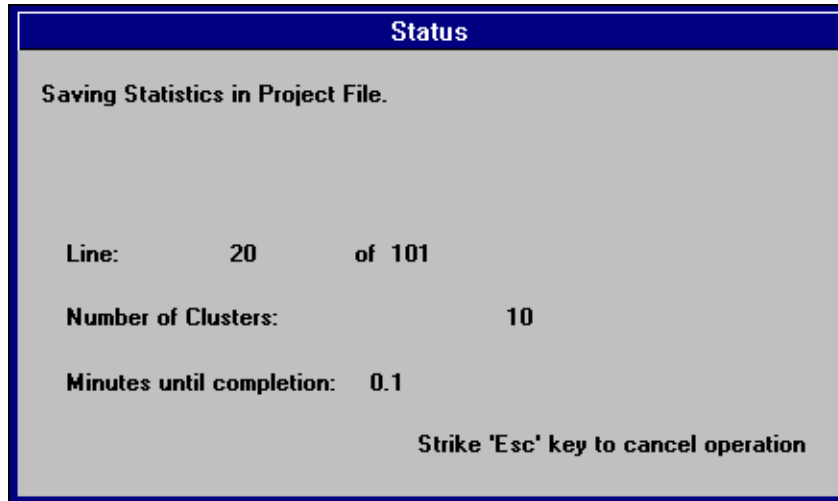 Status
Saving Statistics in Project File.
Line: 20 of 101
Number of Clusters: 10
Minutes until completion: 0.1
Strike 'Esc' key to cancel operation